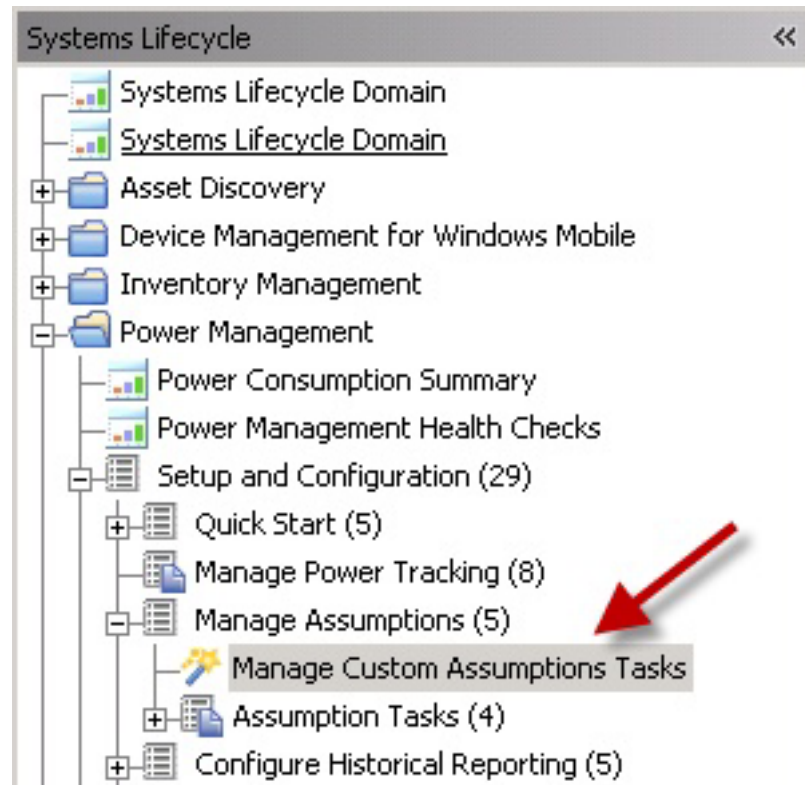 Systems Lifecycle
Systems Lifecycle Domain
Systems Lifecycle Domain
Asset Discovery
Device Management for Windows Mobile
Inventory Management
Power Management
Power Consumption Summary
Power Management Health Checks
Setup and Configuration (29)
Quick Start (5)
Manage Power Tracking (8)
Manage Assumptions (5)
Manage Custom Assumptions Tasks
Assumption Tasks (4)
Configure Historical Reporting (5)